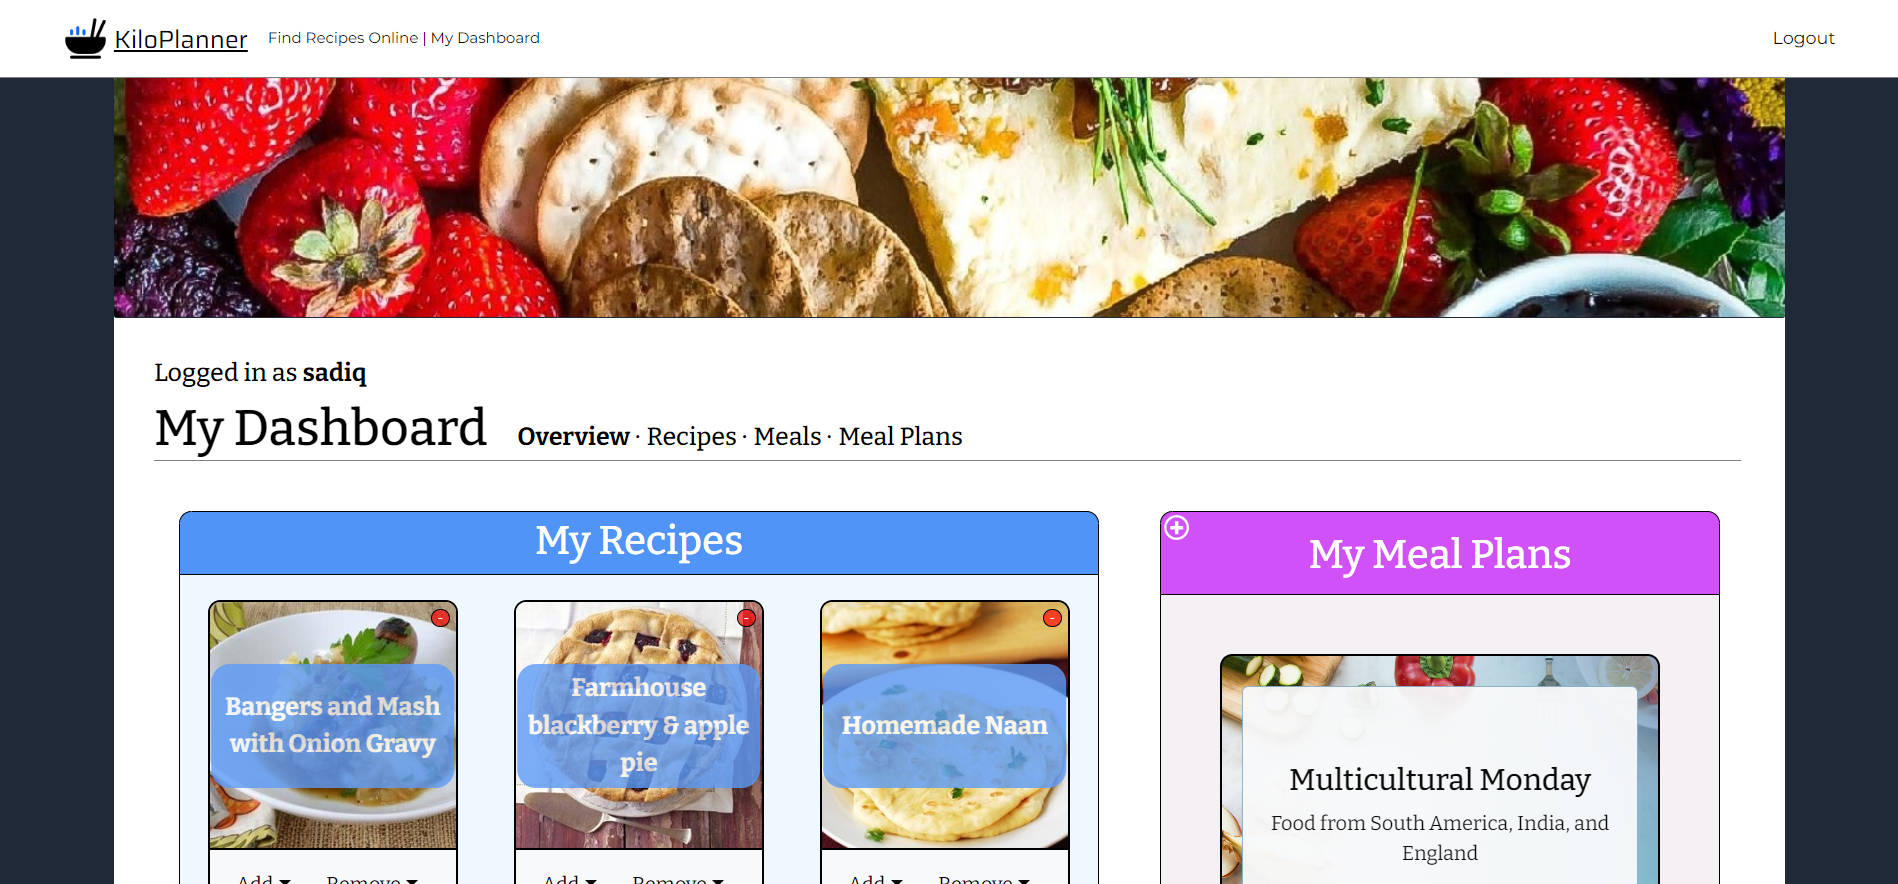 KiloPlanner
Find Recipes Online | My Dashboard
Logout
Logged in as sadiq
My Dashboard
Overview · Recipes · Meals · Meal Plans
My Recipes
Bangers and Mash
with Onion Gravy
Farmhouse
blackberry & apple
pie
Homemade Naan
Add Remove
Add Remove
Add Remove
My Meal Plans
Multicultural Monday
Food from South America, India, and
England